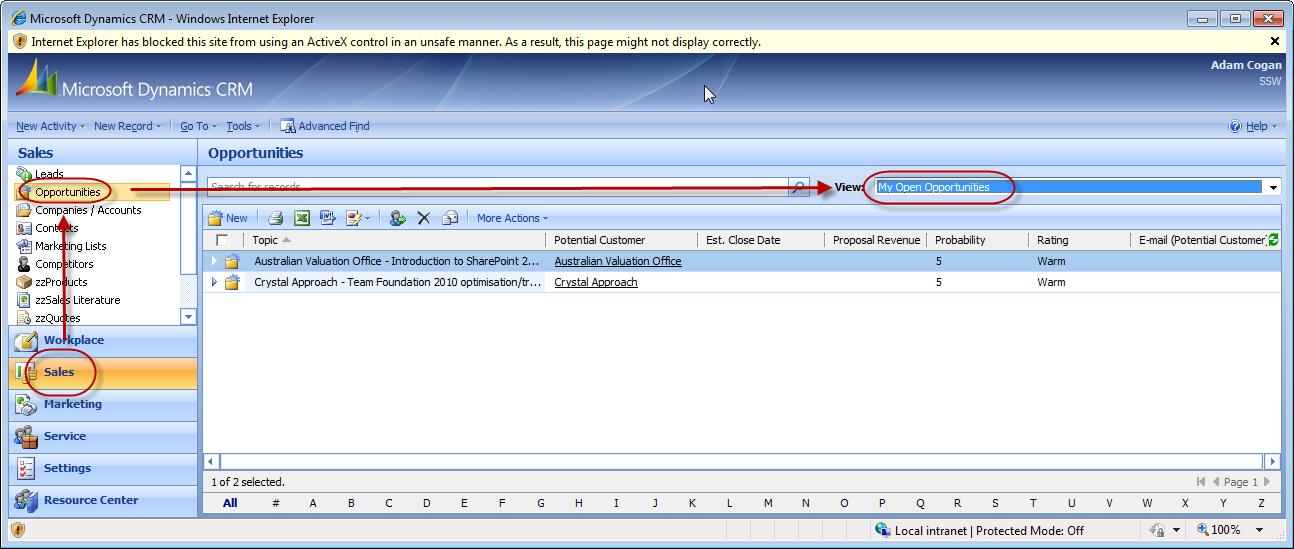 Microsoft Dynamics CRM - Windows Internet Explorer
Internet Explorer has blocked this site from using an ActiveX control in an unsafe manner. As a result, this page might not display correctly.
Microsoft Dynamics CRM
Adam Cogan
SSW
New Activity New Record Go To Tools Advanced Find Help
Sales
Opportunities
Leads
Opportunities
Companies / Accounts
Contacts
Marketing Lists
Competitors
zzProducts
zzSales Literature
zzQuotes
Workplace
Sales
Marketing
Service
Settings
Resource Center
Search for records
View: My Open Opportunities
New More Actions
Topic Potential Customer Est. Close Date Proposal Revenue Probability Rating E-mail (Potential Customer)
Australian Valuation Office - Introduction to SharePoint 2... Australian Valuation Office 5 Warm
Crystal Approach - Team Foundation 2010 optimisation/tr... Crystal Approach 5 Warm
1 of 2 selected. Page 1
All # A B C D E F G H I J K L M N O P Q R S T U V W X Y Z
Local intranet | Protected Mode: Off 100%